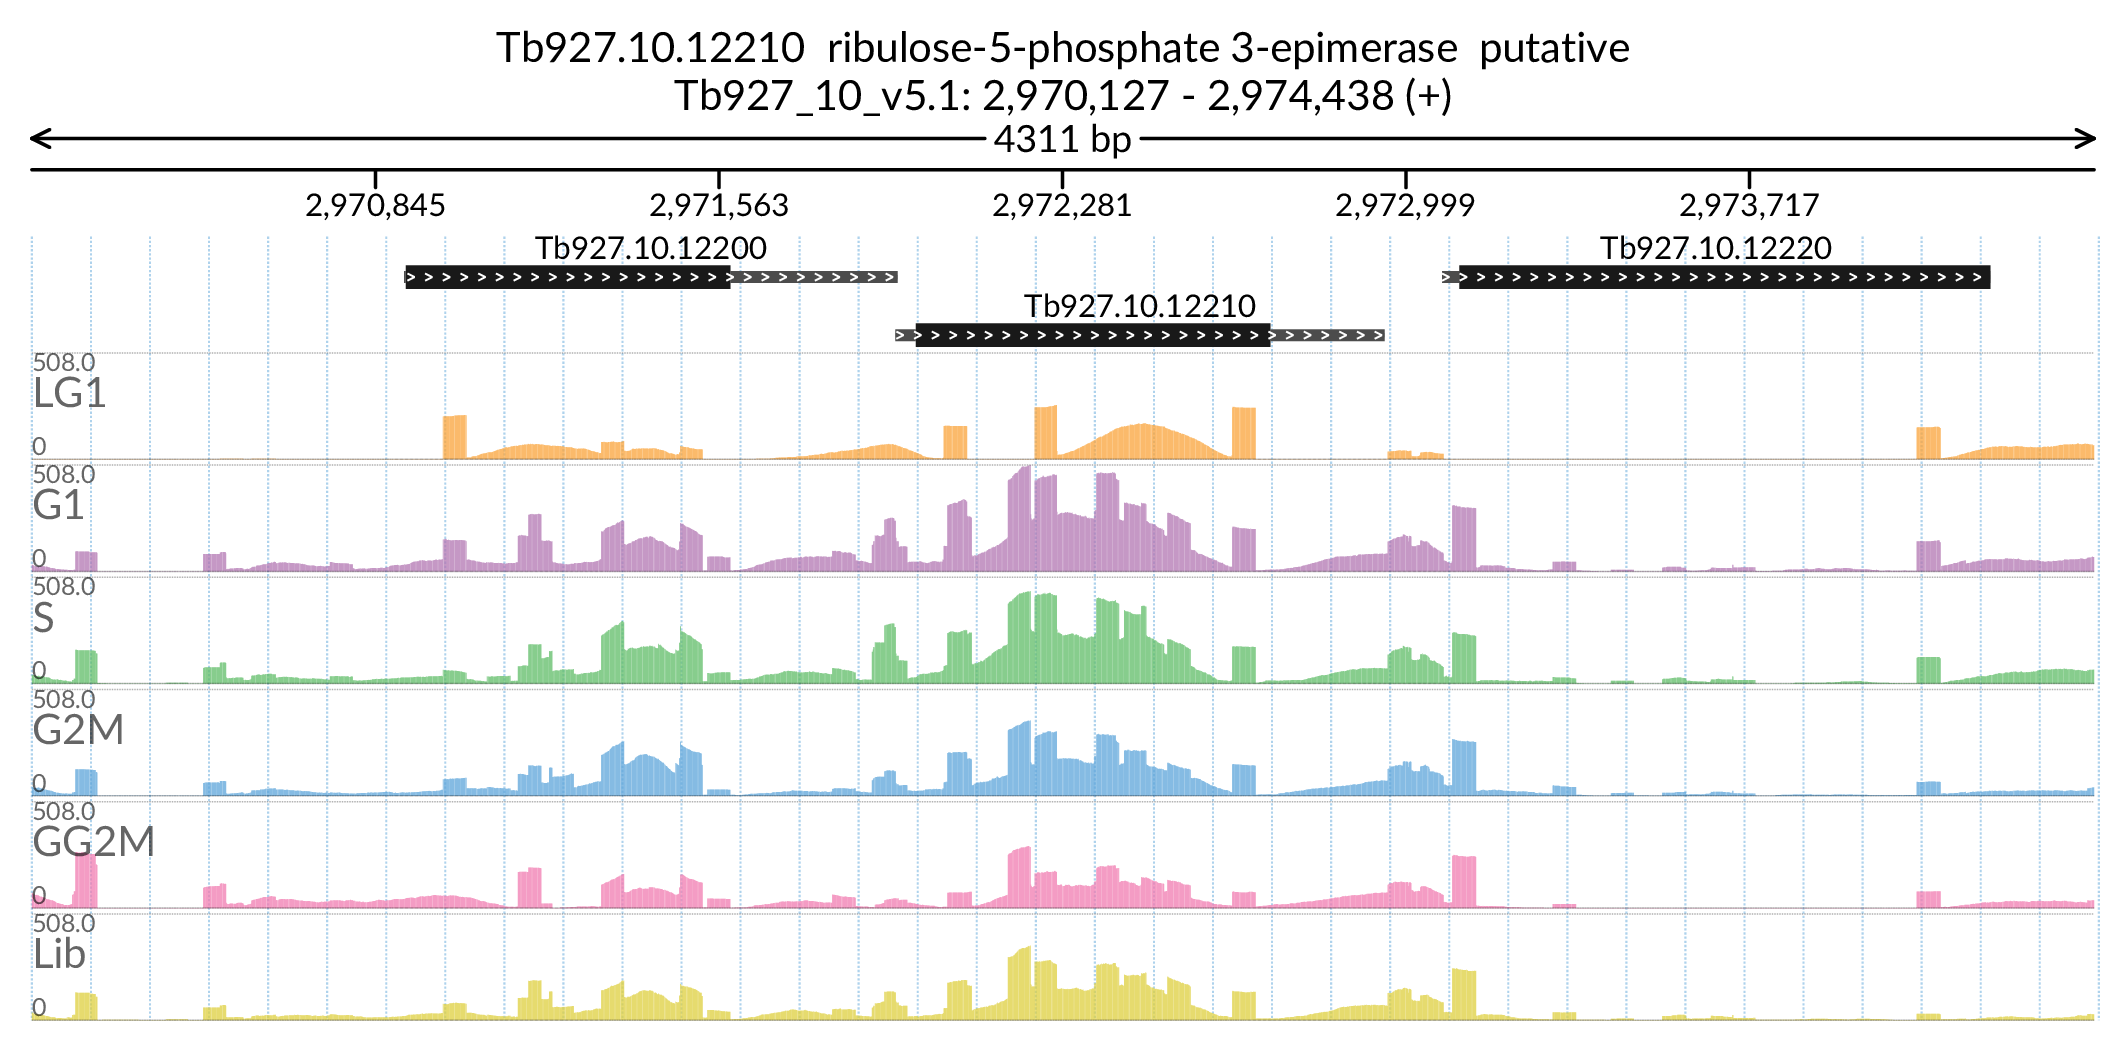 Tb927.10.12210 ribulose-5-phosphate 3-epimerase putative
Tb927_10_v5.1: 2,970,127 - 2,974,438 (+)
4311 bp
2,970,845 2,971,563 2,972,281 2,972,999 2,973,717
Tb927.10.12200 Tb927.10.12220
Tb927.10.12210
508.0
LG1
0
508.0
G1
0
508.0
S
0
508.0
G2M
0
508.0
GG2M
0
508.0
Lib
0